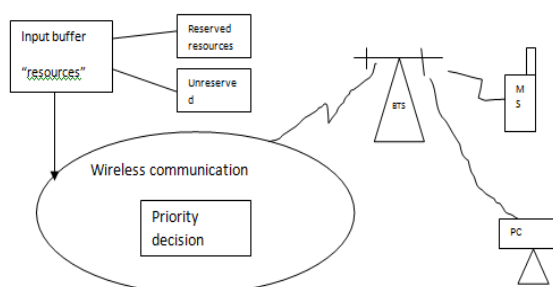 Input buffer
“resources”
Reserved
resources
Unreserve
d
BTS
M
S
Wireless communication
Priority
decision
PC